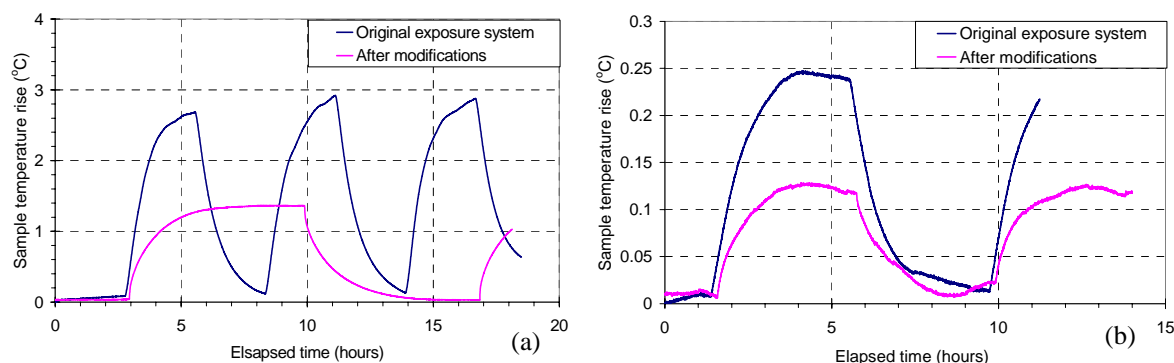 Original exposure system
After modifications
Sample temperature rise (°C)
4
3
2
1
0
0 5 10 15 20
Elsapsed time (hours)
(a)
Original exposure system
After modifications
Sample temperature rise (°C)
0.25
0.2
0.15
0.1
0.05
0
0 5 10 15
Elapsed time (hours)
(b)